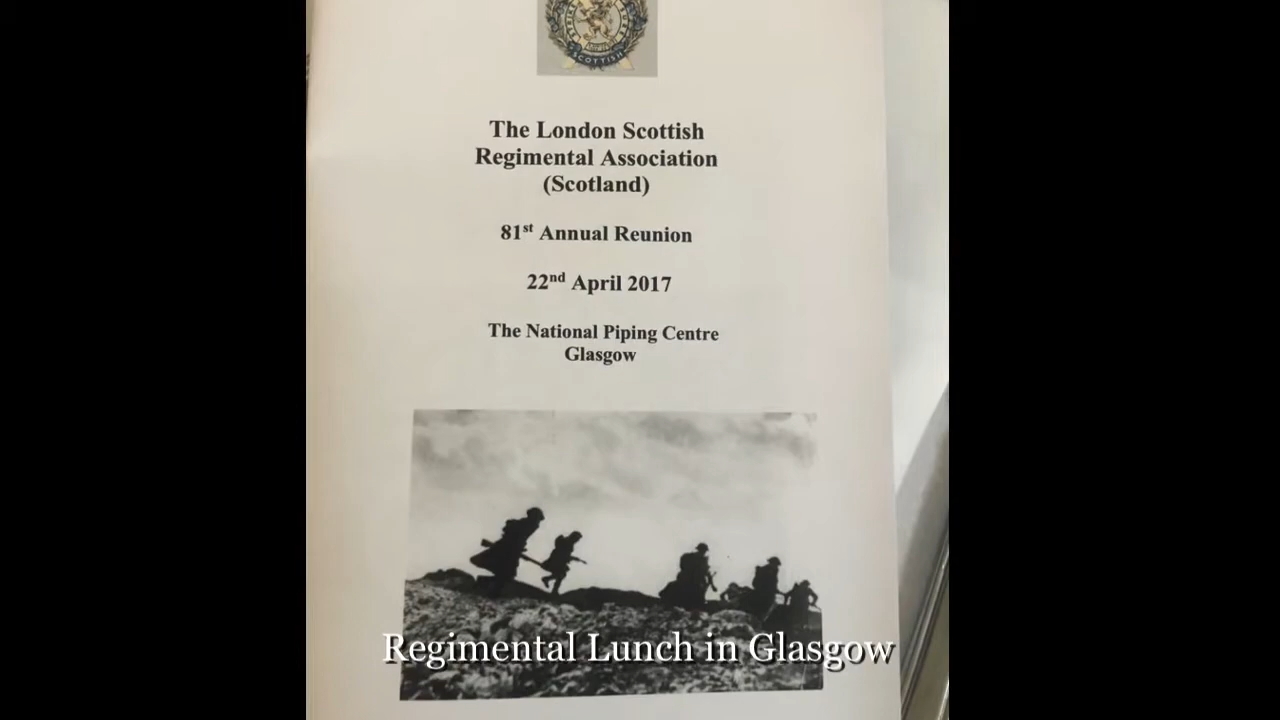 SCOTTISH
The London Scottish
Regimental Association
(Scotland)
81st Annual Reunion
22nd April 2017
The National Piping Centre
Glasgow
Regimental Lunch in Glasgow